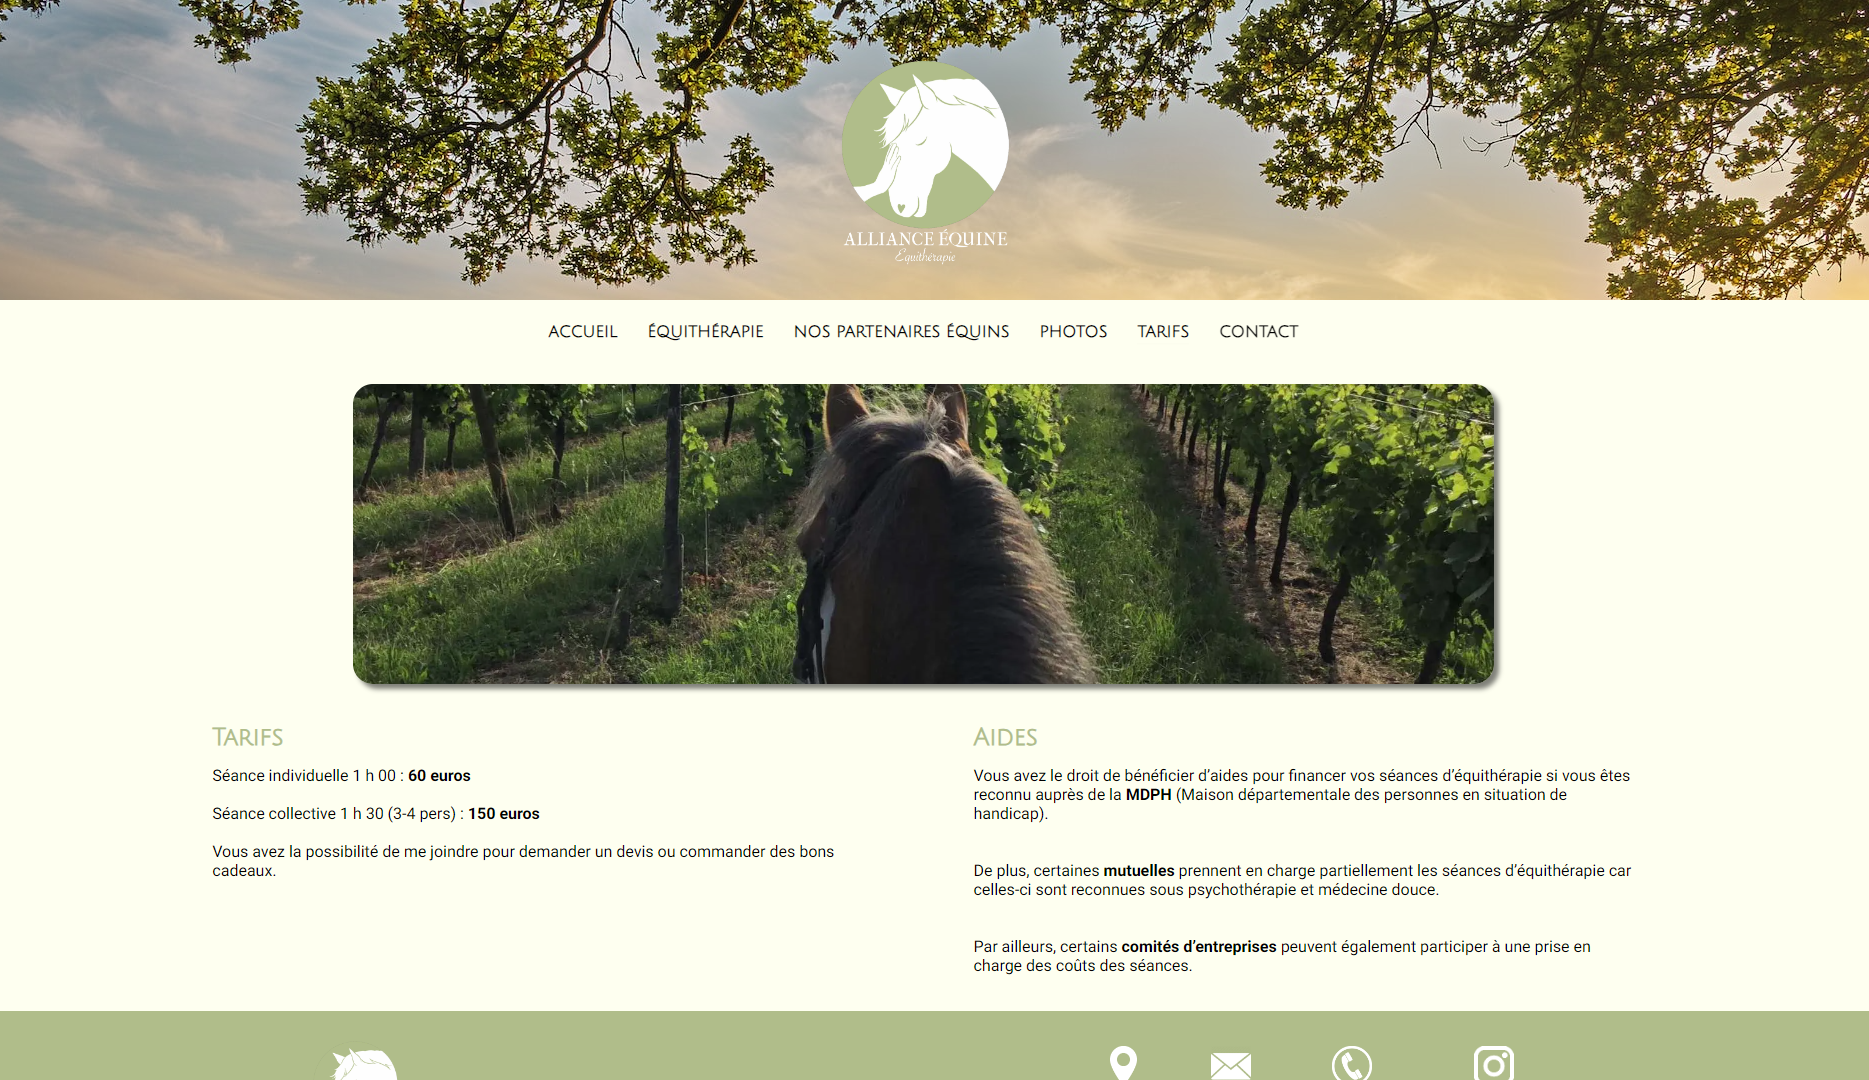 ALLIANCE ÉQUINE
Équithérapie
ACCUEIL ÉQUITHÉRAPIE NOS PARTENAIRES ÉQUINS PHOTOS TARIFS CONTACT
Tarifs
Séance individuelle 1 h 00 : 60 euros
Séance collective 1 h 30 (3-4 pers) : 150 euros
Vous avez la possibilité de me joindre pour demander un devis ou commander des bons
cadeaux.
Aides
Vous avez le droit de bénéficier d’aides pour financer vos séances d’équithérapie si vous êtes
reconnu auprès de la MDPH (Maison départementale des personnes en situation de
handicap).
De plus, certaines mutuelles prennent en charge partiellement les séances d’équithérapie car
celles-ci sont reconnues sous psychothérapie et médecine douce.
Par ailleurs, certains comités d’entreprises peuvent également participer à une prise en
charge des coûts des séances.